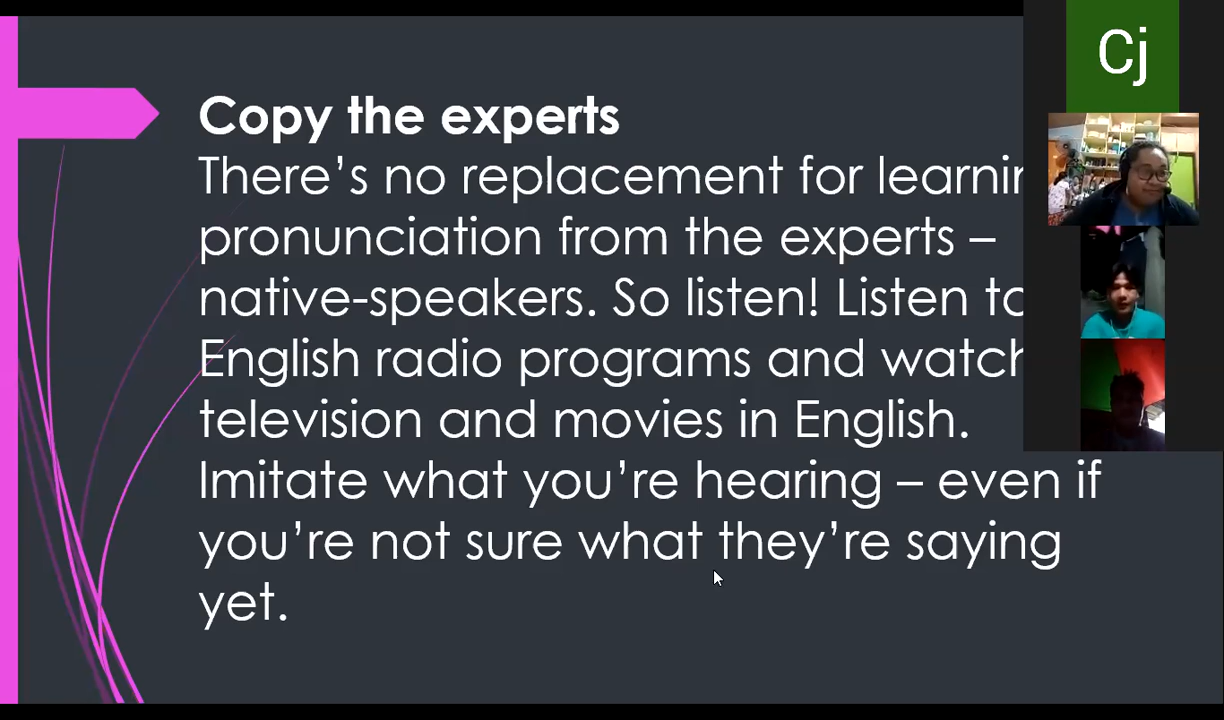 Copy the experts
There’s no replacement for learnin
pronunciation from the experts –
native-speakers. So listen! Listen to
English radio programs and watch
television and movies in English.
Imitate what you’re hearing – even if
you’re not sure what they’re saying
yet.
Cj